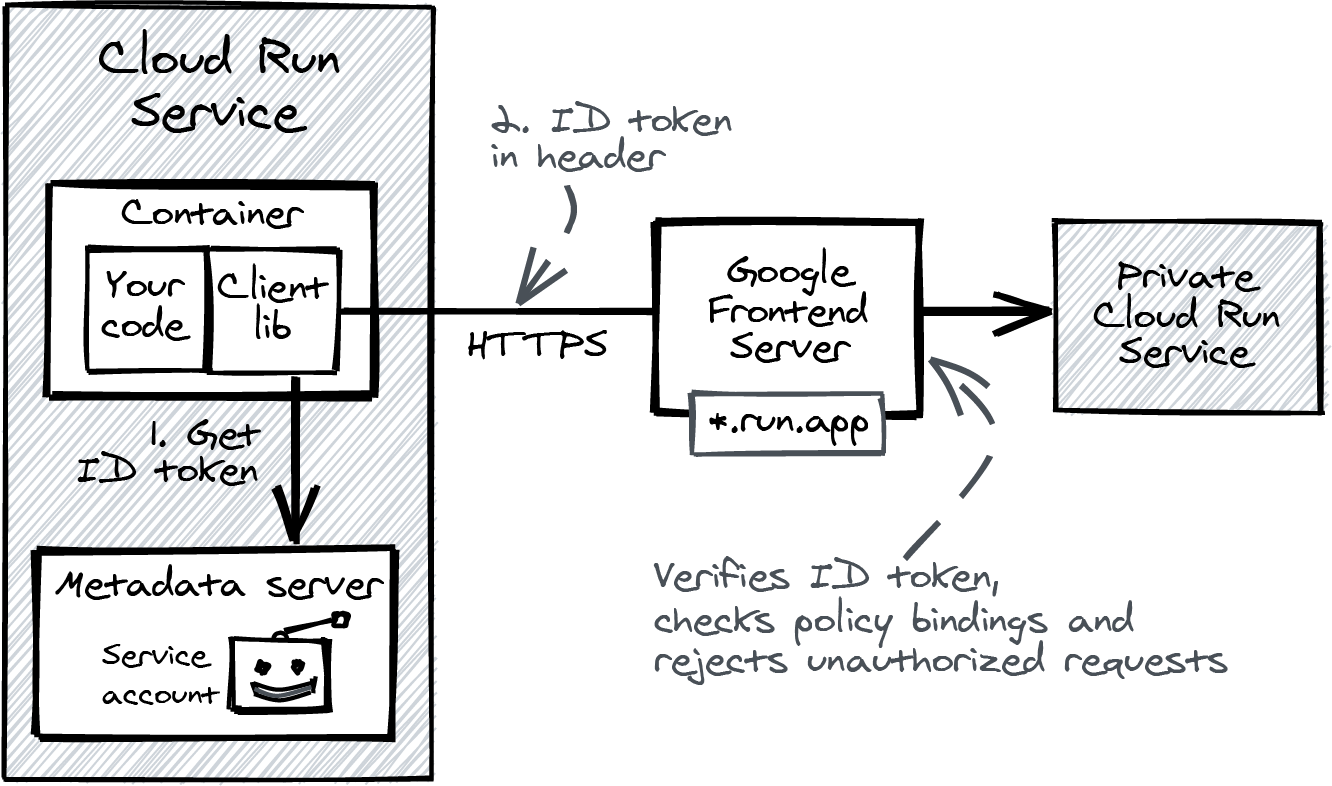 Cloud Run
Service
Container
Your
code
Client
lib
1. Get
ID token
Metadata server
Service
account
2. ID token
in header
HTTPS
Google
Frontend
Server
*.run.app
Private
Cloud Run
Service
Verifies ID token,
checks policy bindings and
rejects unauthorized requests